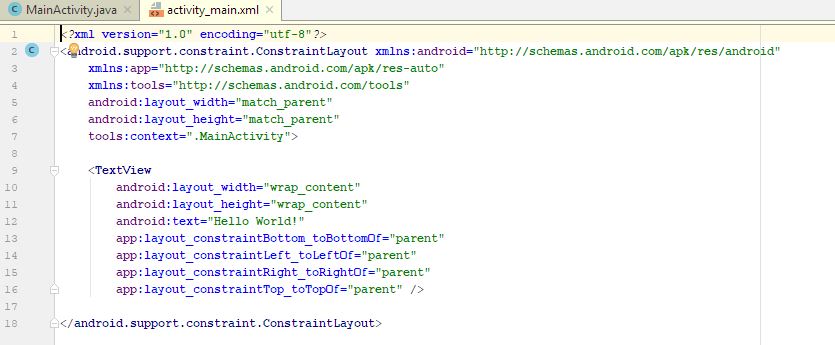 MainActivity.java × activity_main.xml ×
1 <?xml version="1.0" encoding="utf-8"?>
2 C <android.support.constraint.ConstraintLayout xmlns:android="http://schemas.android.com/apk/res/android"
3 xmlns:app="http://schemas.android.com/apk/res-auto"
4 xmlns:tools="http://schemas.android.com/tools"
5 android:layout_width="match_parent"
6 android:layout_height="match_parent"
7 tools:context=".MainActivity">
8
9 <TextView
10 android:layout_width="wrap_content"
11 android:layout_height="wrap_content"
12 android:text="Hello World!"
13 app:layout_constraintBottom_toBottomOf="parent"
14 app:layout_constraintLeft_toLeftOf="parent"
15 app:layout_constraintRight_toRightOf="parent"
16 app:layout_constraintTop_toTopOf="parent" />
17
18 </android.support.constraint.ConstraintLayout>